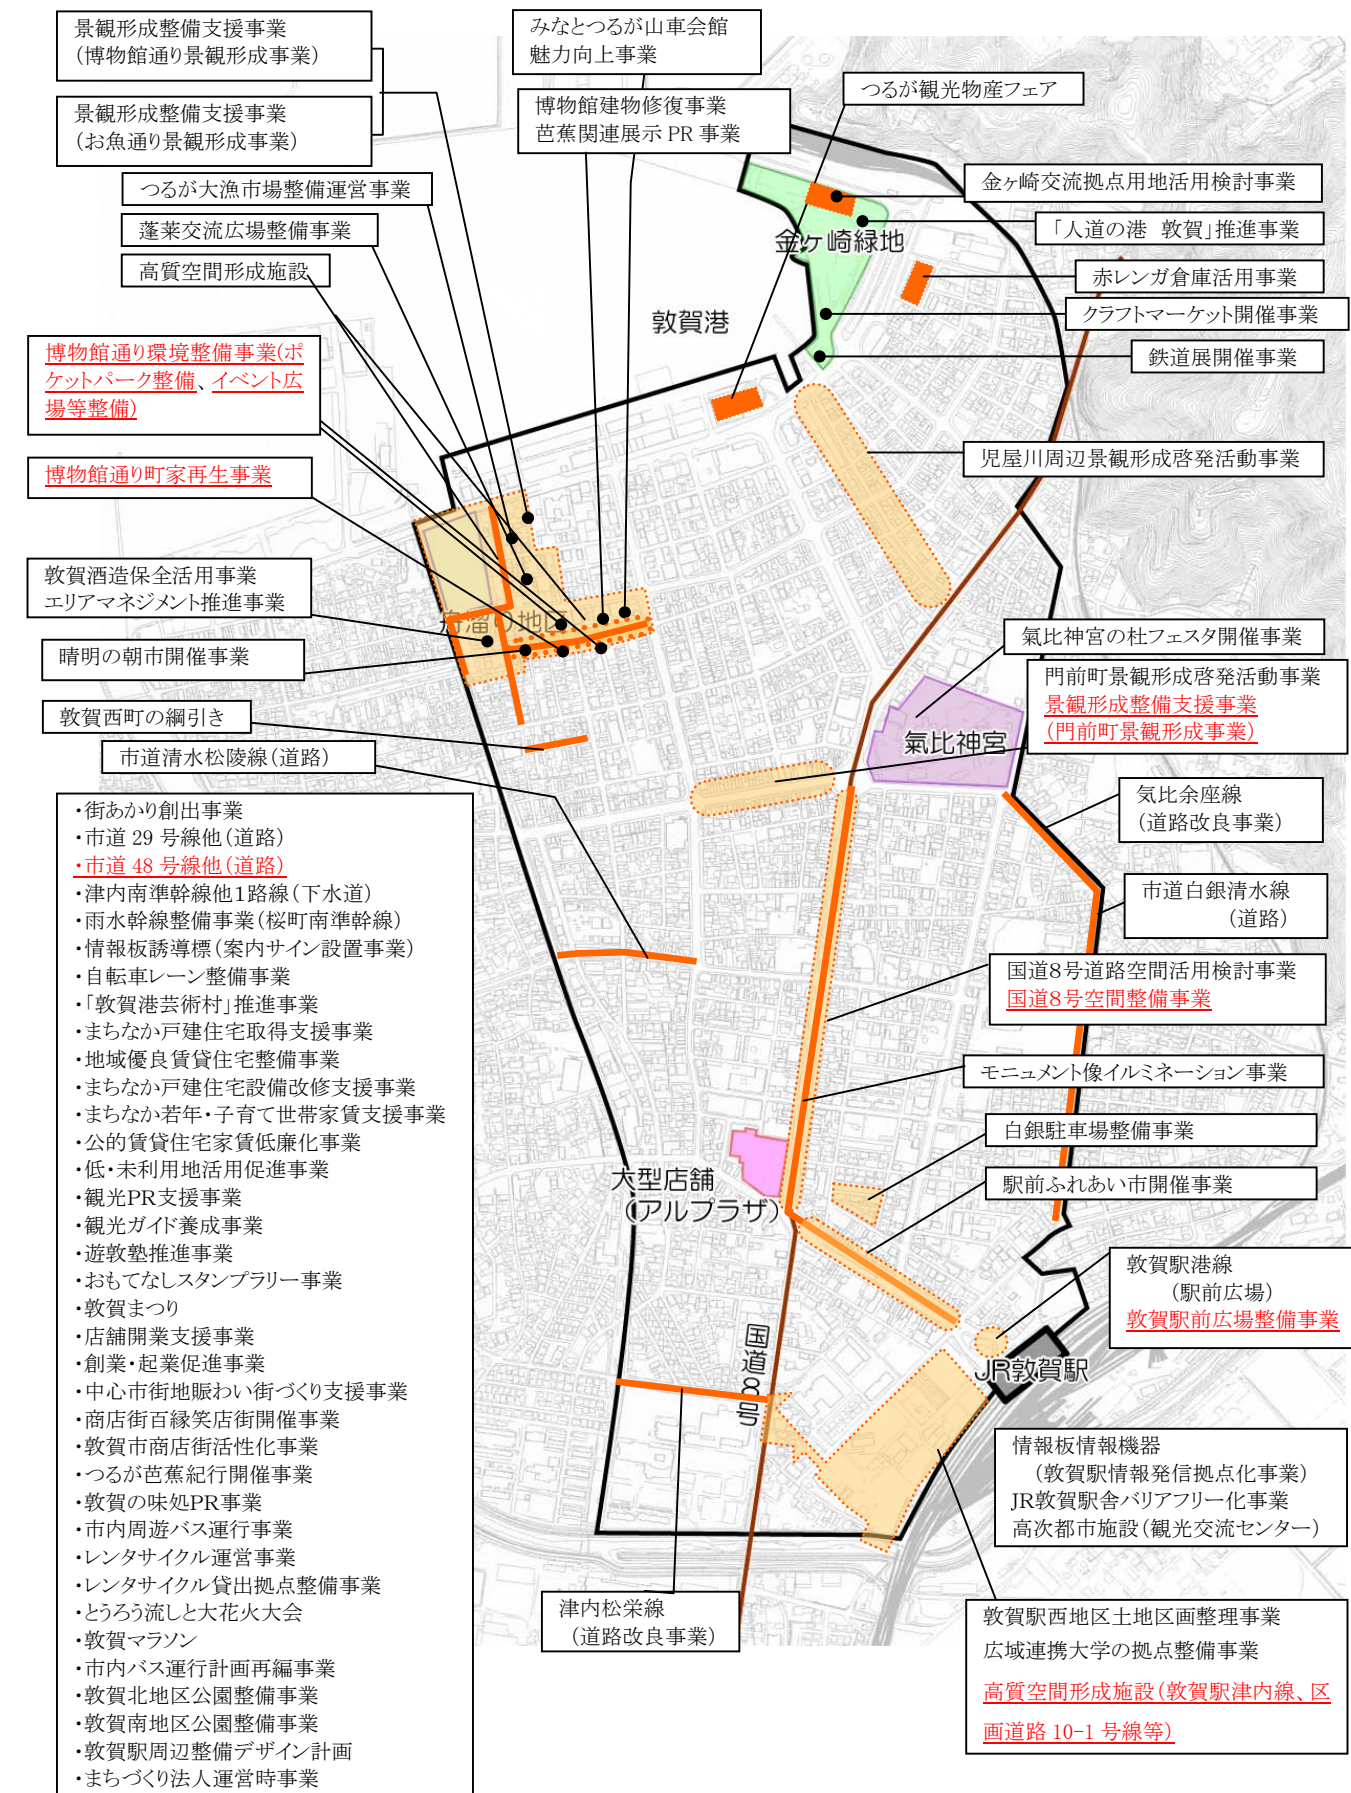 景観形成整備支援事業
(博物館通り景観形成事業)
景観形成整備支援事業
(お魚通り景観形成事業)
つるが大漁市場整備運営事業
蓬莱交流広場整備事業
高質空間形成施設
博物館通り環境整備事業(ポ
ケットパーク整備、イベント広
場等整備)
博物館通り町家再生事業
敦賀酒造保全活用事業
エリアマネジメント推進事業
晴明の朝市開催事業
敦賀西町の綱引き
市道清水松陵線(道路)
みなとつるが山車会館
魅力向上事業
博物館建物修復事業
芭蕉関連展示 PR 事業
つるが観光物産フェア
金ヶ崎交流拠点用地活用検討事業
「人道の港 敦賀」推進事業
赤レンガ倉庫活用事業
クラフトマーケット開催事業
鉄道展開催事業
児屋川周辺景観形成啓発活動事業
氣比神宮の杜フェスタ開催事業
門前町景観形成啓発活動事業
景観形成整備支援事業
(門前町景観形成事業)
気比余座線
(道路改良事業)
市道白銀清水線
(道路)
国道8号道路空間活用検討事業
国道8号空間整備事業
モニュメント像イルミネーション事業
白銀駐車場整備事業
駅前ふれあい市開催事業
敦賀駅港線
(駅前広場)
敦賀駅前広場整備事業
情報板情報機器
(敦賀駅情報発信拠点化事業)
JR敦賀駅舎バリアフリー化事業
高次都市施設(観光交流センター)
敦賀駅西地区土地区画整理事業
広域連携大学の拠点整備事業
高質空間形成施設(敦賀駅津内線、区
画道路 10-1 号線等)
津内松栄線
(道路改良事業)
金ヶ崎緑地
敦賀港
舟溜り地区
氣比神宮
大型店舗
(アルプラザ)
国道8号
JR敦賀駅
・街あかり創出事業
・市道 29 号線他(道路)
・市道 48 号線他(道路)
・津内南準幹線他1路線(下水道)
・雨水幹線整備事業(桜町南準幹線)
・情報板誘導標(案内サイン設置事業)
・自転車レーン整備事業
・「敦賀港芸術村」推進事業
・まちなか戸建住宅取得支援事業
・地域優良賃貸住宅整備事業
・まちなか戸建住宅設備改修支援事業
・まちなか若年・子育て世帯家賃支援事業
・公的賃貸住宅家賃低廉化事業
・低・未利用地活用促進事業
・観光PR支援事業
・観光ガイド養成事業
・遊敦塾推進事業
・おもてなしスタンプラリー事業
・敦賀まつり
・店舗開業支援事業
・創業・起業促進事業
・中心市街地賑わい街づくり支援事業
・商店街百縁笑店街開催事業
・敦賀市商店街活性化事業
・つるが芭蕉紀行開催事業
・敦賀の味処PR事業
・市内周遊バス運行事業
・レンタサイクル運営事業
・レンタサイクル貸出拠点整備事業
・とうろう流しと大花火大会
・敦賀マラソン
・市内バス運行計画再編事業
・敦賀北地区公園整備事業
・敦賀南地区公園整備事業
・敦賀駅周辺整備デザイン計画
・まちづくり法人運営時事業